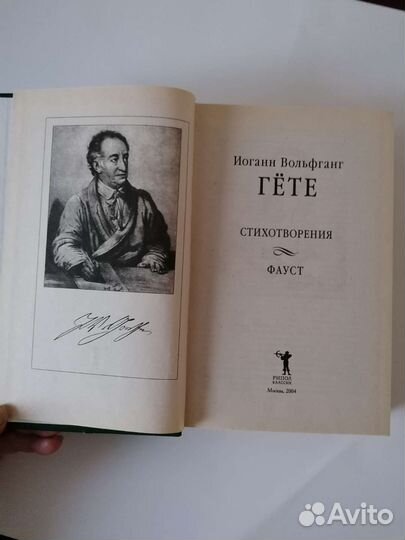 Иоганн Вольфганг
ГЁТЕ
СТИХОТВОРЕНИЯ
ФАУСТ
РИПОЛ
КЛАССИК
Москва, 2004
Avito